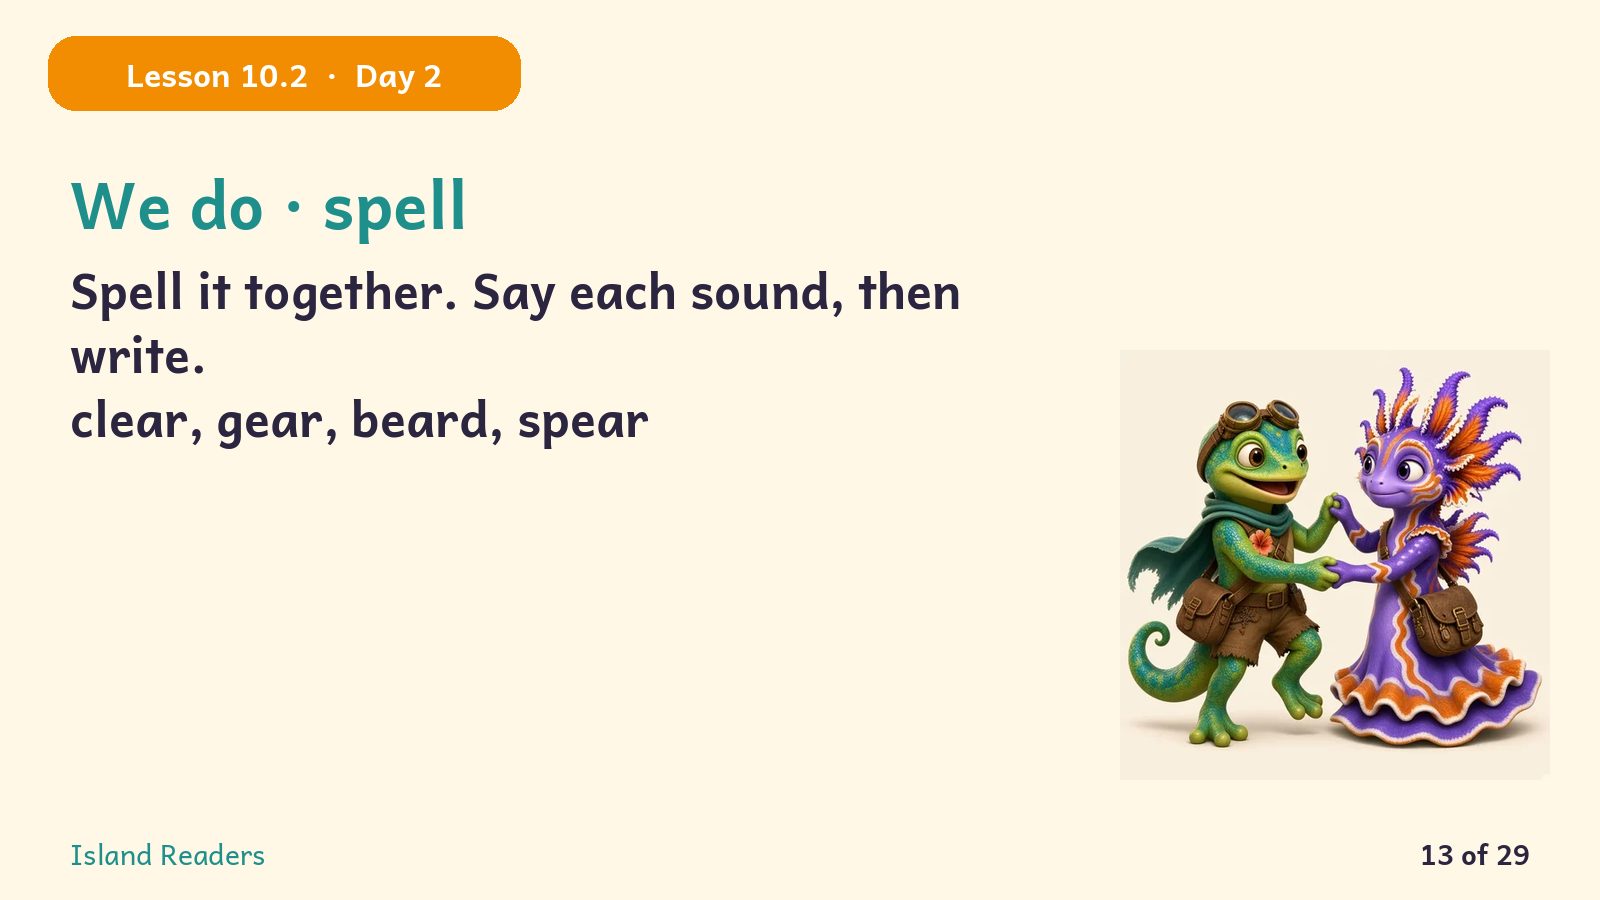 Lesson 10.2 · Day 2
We do · spell
Spell it together. Say each sound, then
write.
clear, gear, beard, spear
Island Readers
13 of 29